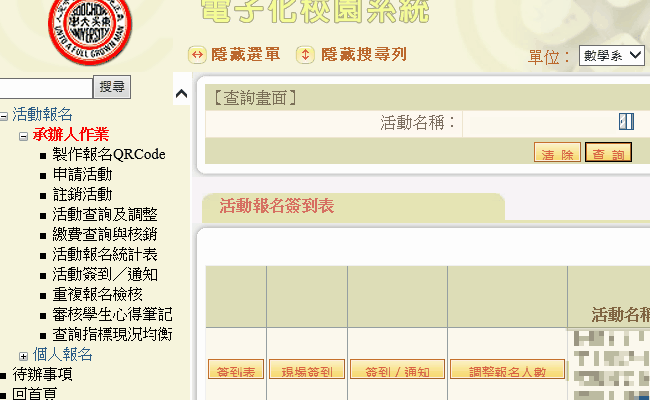 電子化校園系統
SOOCHOW
UNIVERSITY
UNTO A FULL GROWN MAN
隱藏選單 隱藏搜尋列
單位： 數學系
搜尋
活動報名
承辦人作業
製作報名QRCode
申請活動
註銷活動
活動查詢及調整
繳費查詢與核銷
活動報名統計表
活動簽到／通知
重複報名檢核
審核學生心得筆記
查詢指標現況均衡
個人報名
待辦事項
回首頁
【查詢畫面】
活動名稱：
清 除 查 詢
活動報名簽到表
活動名稱
簽到表 現場簽到 簽到 / 通知 調整報名人數